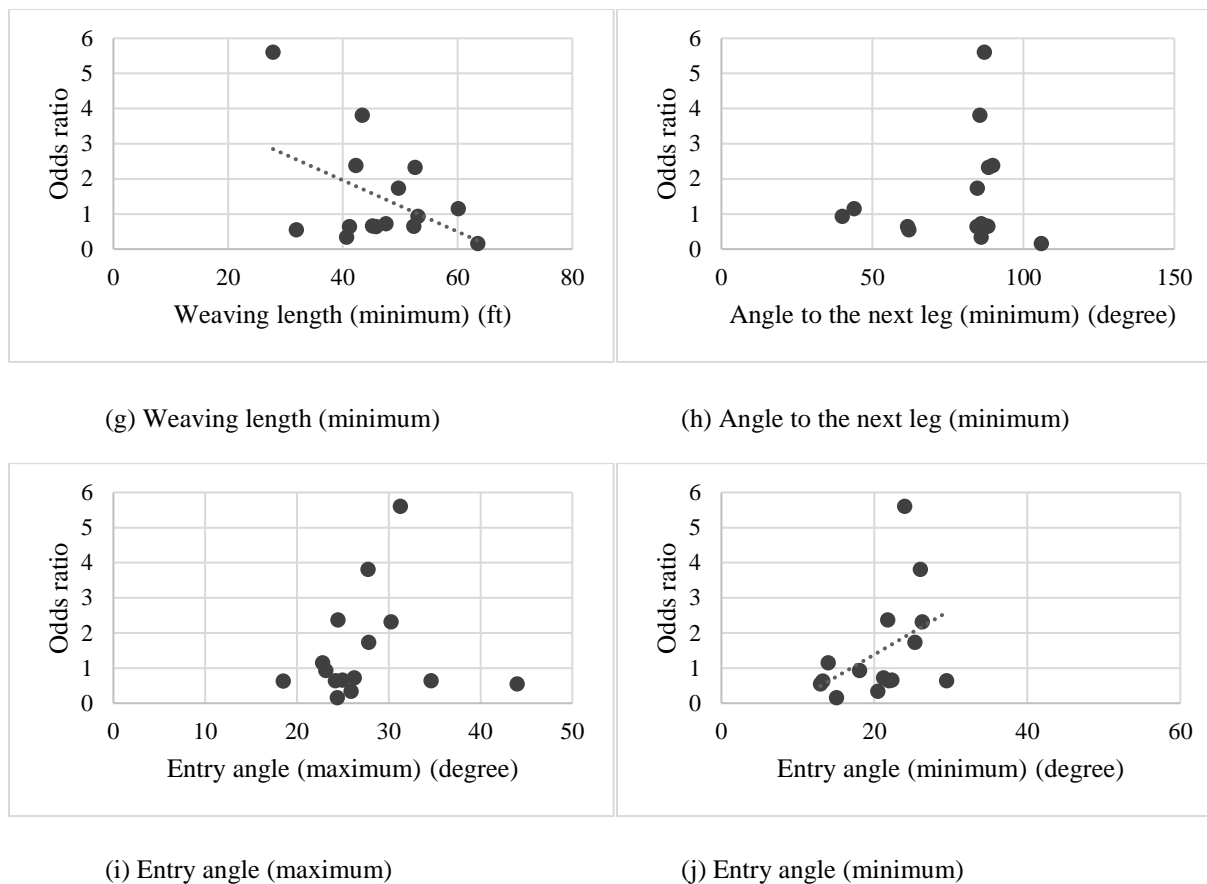 6
5
4
3
2
1
0
Odds ratio
0 20 40 60 80
Weaving length (minimum) (ft)
(g) Weaving length (minimum)
6
5
4
3
2
1
0
Odds ratio
0 50 100 150
Angle to the next leg (minimum) (degree)
(h) Angle to the next leg (minimum)
6
5
4
3
2
1
0
Odds ratio
0 10 20 30 40 50
Entry angle (maximum) (degree)
(i) Entry angle (maximum)
6
5
4
3
2
1
0
Odds ratio
0 20 40 60
Entry angle (minimum) (degree)
(j) Entry angle (minimum)